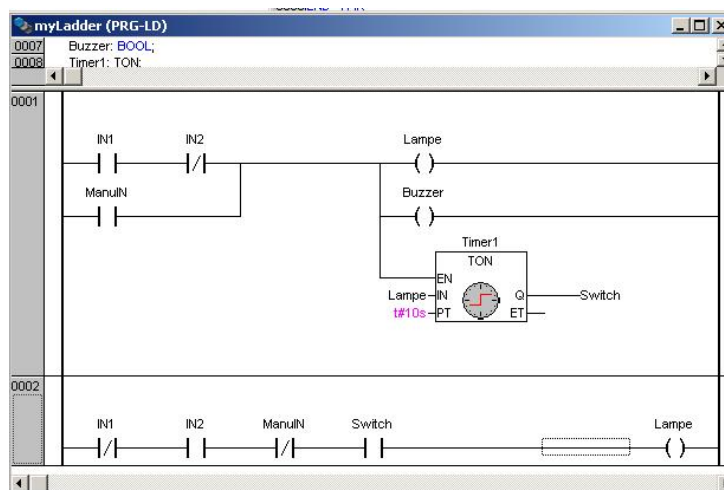 myLadder (PRG-LD)
0007 Buzzer: BOOL;
0008 Timer1: TON;
0001
IN1 IN2 Lampe
ManuIN Buzzer
Timer1
TON
EN
Lampe IN Q Switch
t#10s PT ET
0002
IN1 IN2 ManuIN Switch Lampe